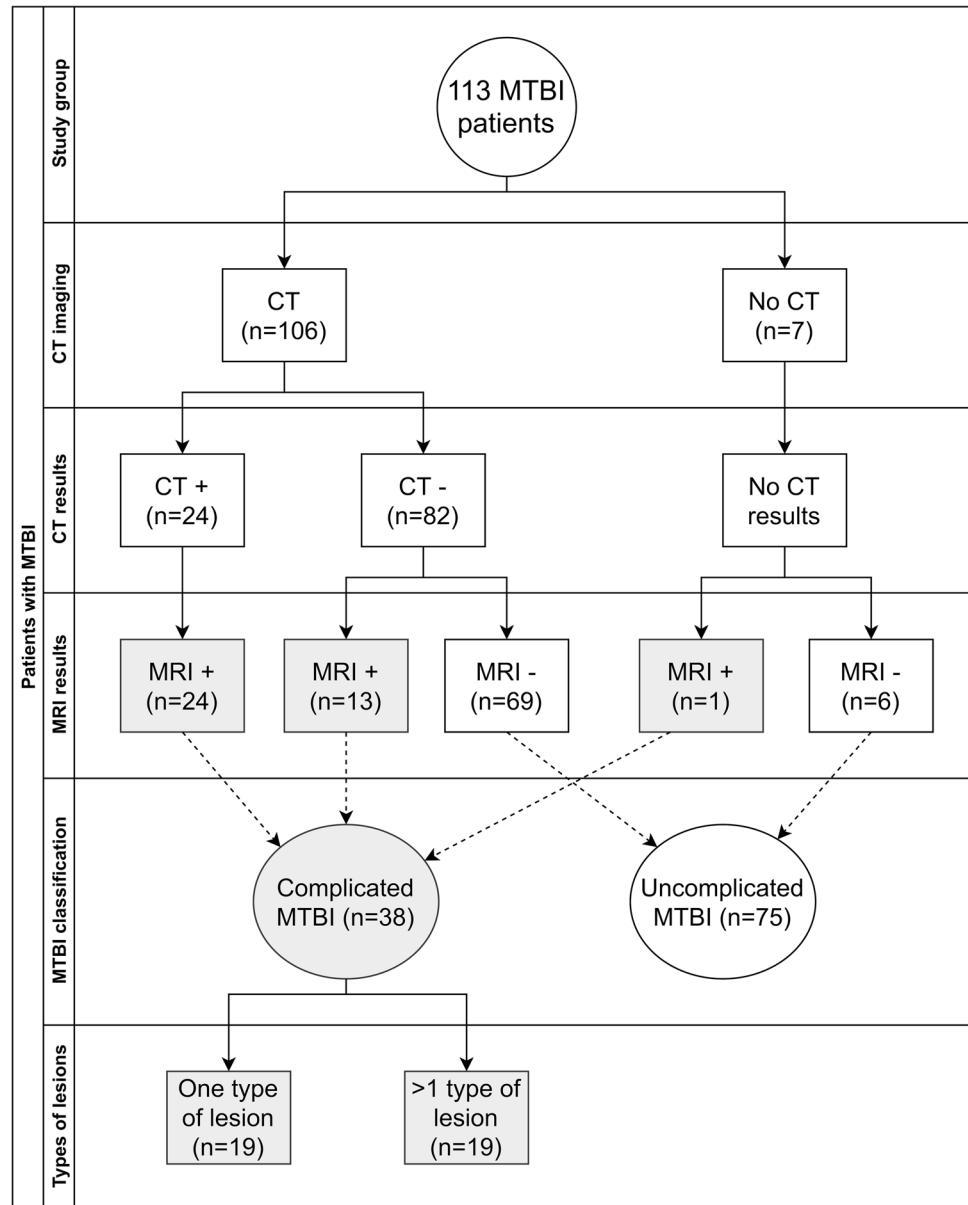 Patients with MTBI
Study group
113 MTBI
patients
CT imaging
CT
(n=106)
No CT
(n=7)
CT results
CT +
(n=24)
CT -
(n=82)
No CT
results
MRI results
MRI +
(n=24)
MRI +
(n=13)
MRI -
(n=69)
MRI +
(n=1)
MRI -
(n=6)
MTBI classification
Complicated
MTBI (n=38)
Uncomplicated
MTBI (n=75)
Types of lesions
One type
of lesion
(n=19)
>1 type of
lesion
(n=19)